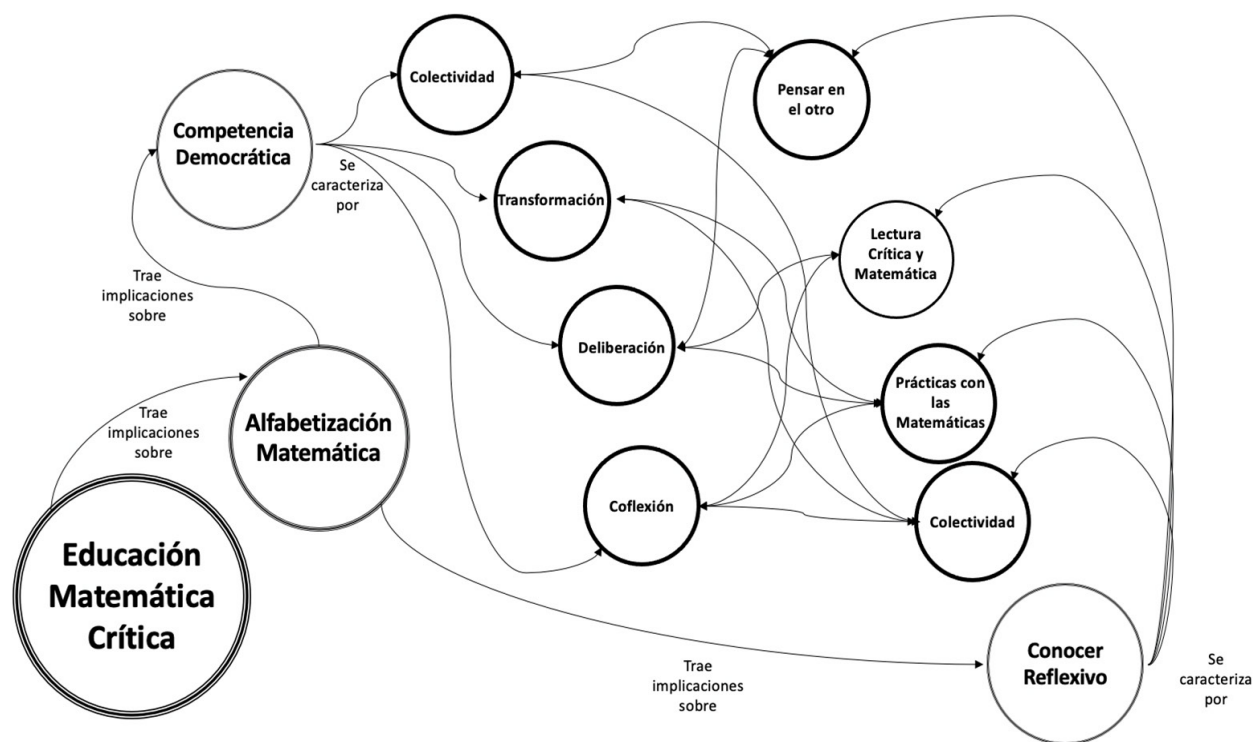 Colectividad
Pensar en
el otro
Competencia
Democrática
Se
caracteriza
por
Transformación
Lectura
Crítica y
Matemática
Trae
implicaciones
sobre
Deliberación
Prácticas con
las
Matemáticas
Trae
implicaciones
sobre
Alfabetización
Matemática
Coflexión
Colectividad
Educación
Matemática
Crítica
Trae
implicaciones
sobre
Conocer
Reflexivo
Se
caracteriza
por